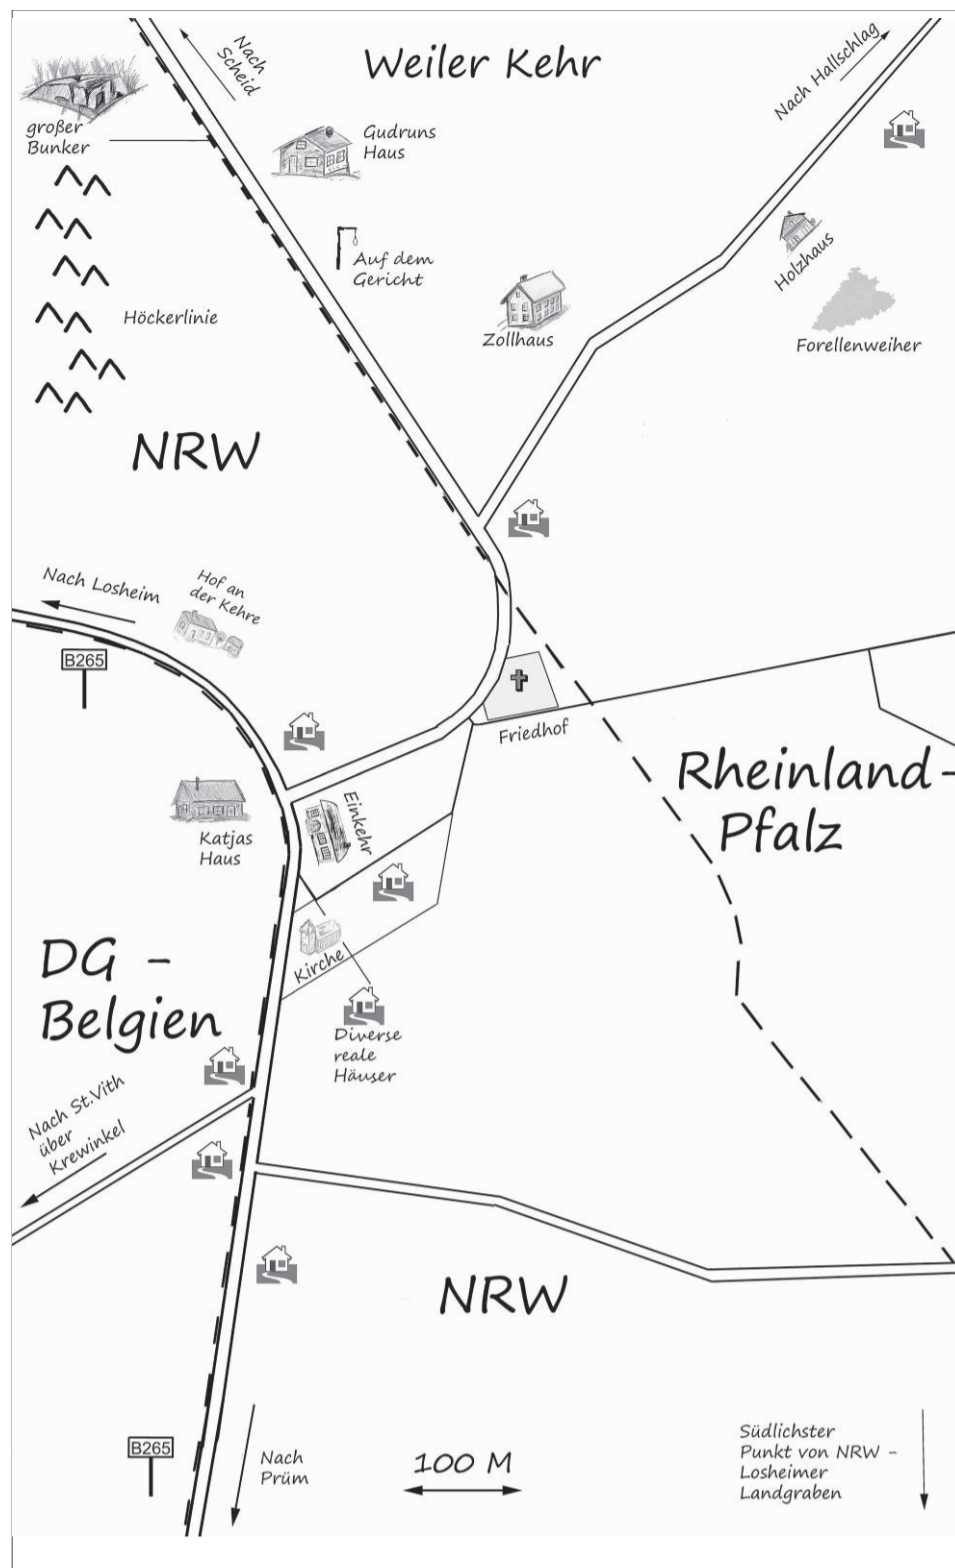 Weiler Kehr
Nach
Scheid
Nach Hallschlag
großer
Bunker
Gudruns
Haus
Auf dem
Gericht
Holzhaus
Zollhaus
Forellenweiher
Höckerlinie
NRW
Nach Losheim
Hof an
der Kehre
B265
Friedhof
Rheinland-
Pfalz
Einkehr
Katjas
Haus
DG -
Belgien
Kirche
Diverse
reale
Häuser
Nach St.Vith
über
Krewinkel
NRW
B265
Nach
Prüm
100 M
Südlichster
Punkt von NRW -
Losheimer
Landgraben